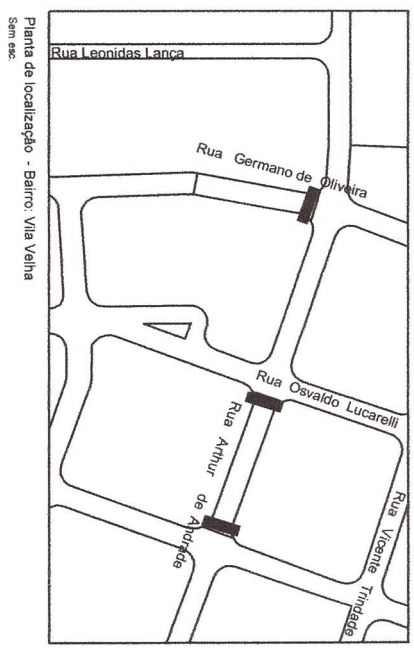 Rua Leonidas Lança
Rua Germano de Oliveira
Rua Osvaldo Lucarelli
Rua Arthur de Andrade
Rua Vicente Trindade
Planta de localização - Bairro: Vila Velha
Sem esc.